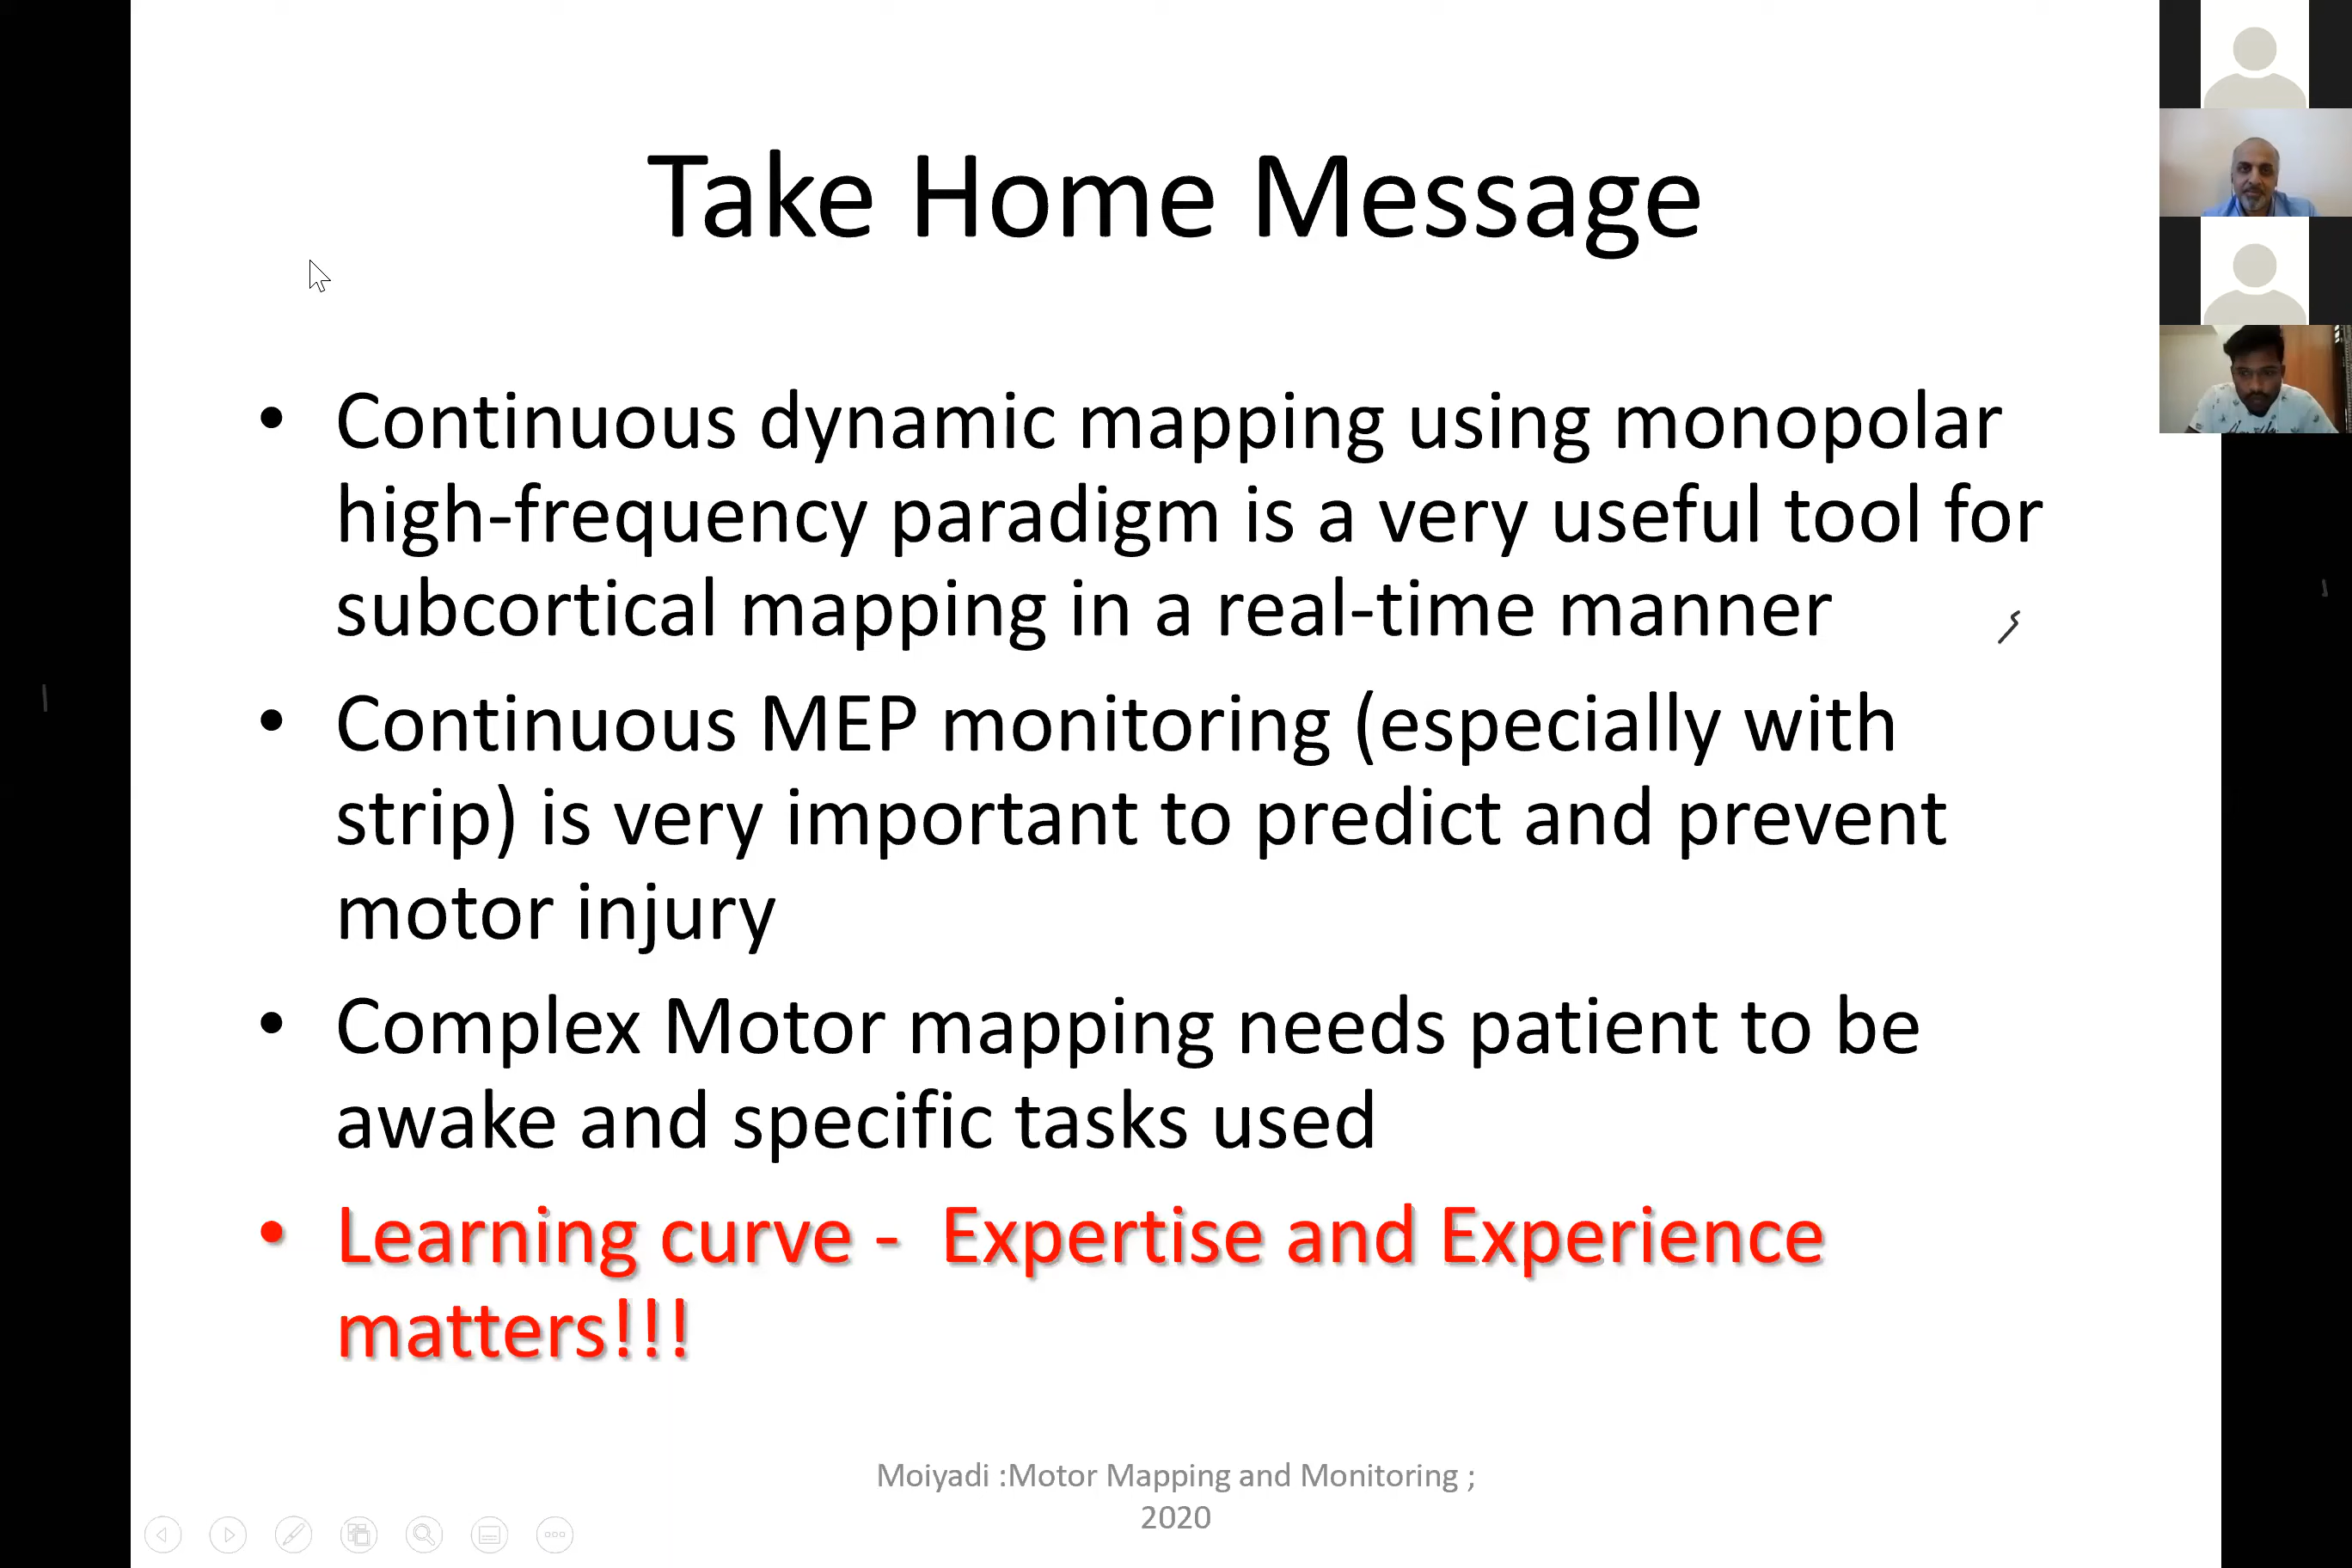 Take Home Message
• Continuous dynamic mapping using monopolar
high-frequency paradigm is a very useful tool for
subcortical mapping in a real-time manner
• Continuous MEP monitoring (especially with
strip) is very important to predict and prevent
motor injury
• Complex Motor mapping needs patient to be
awake and specific tasks used
• Learning curve -  Expertise and Experience
matters!!!
Moiyadi :Motor Mapping and Monitoring ;
2020